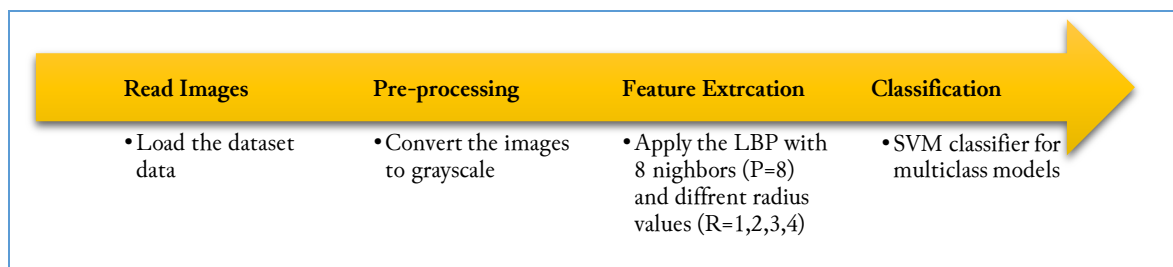 Read Images
Pre-processing
Feature Extrcation
Classification
•Load the dataset
data
•Convert the images
to grayscale
•Apply the LBP with
8 nighbors (P=8)
and diffrent radius
values (R=1,2,3,4)
•SVM classifier for
multiclass models